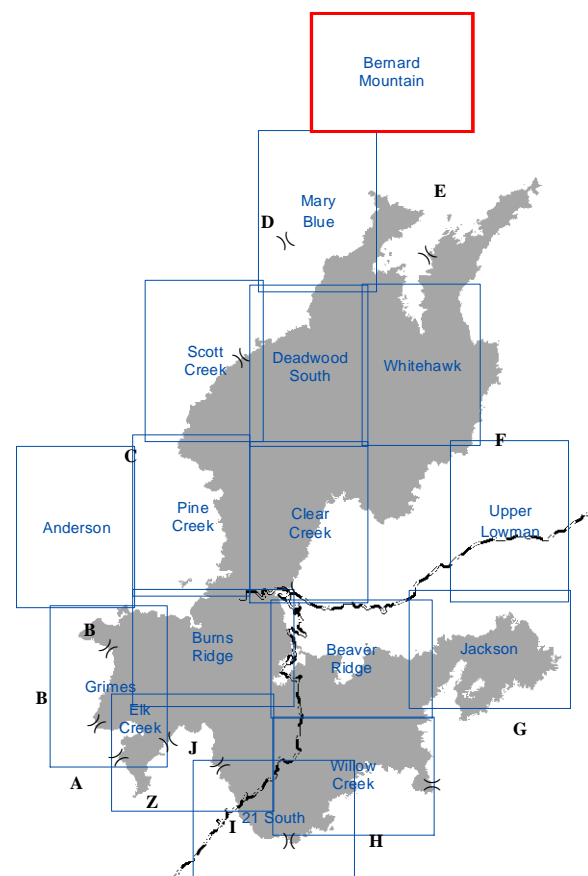 Bernard
Mountain
E
Mary
Blue
D
Scott
Creek
Deadwood
South
Whitehawk
F
C
Pine
Creek
Clear
Creek
Upper
Lowman
Anderson
B
Burns
Ridge
Beaver
Ridge
Jackson
B
Grimes
Elk
Creek
G
J
Willow
Creek
A
Z
I
21 South
H